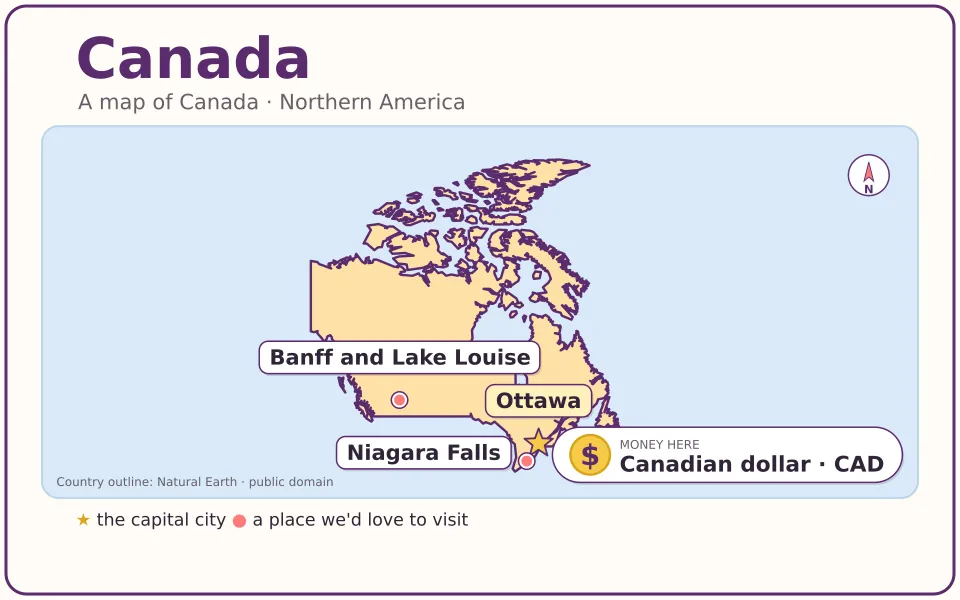 Canada
A map of Canada · Northern America
N
Banff and Lake Louise
Ottawa
Niagara Falls
$
MONEY HERE
Canadian dollar · CAD
Country outline: Natural Earth · public domain
the capital city
a place we'd love to visit